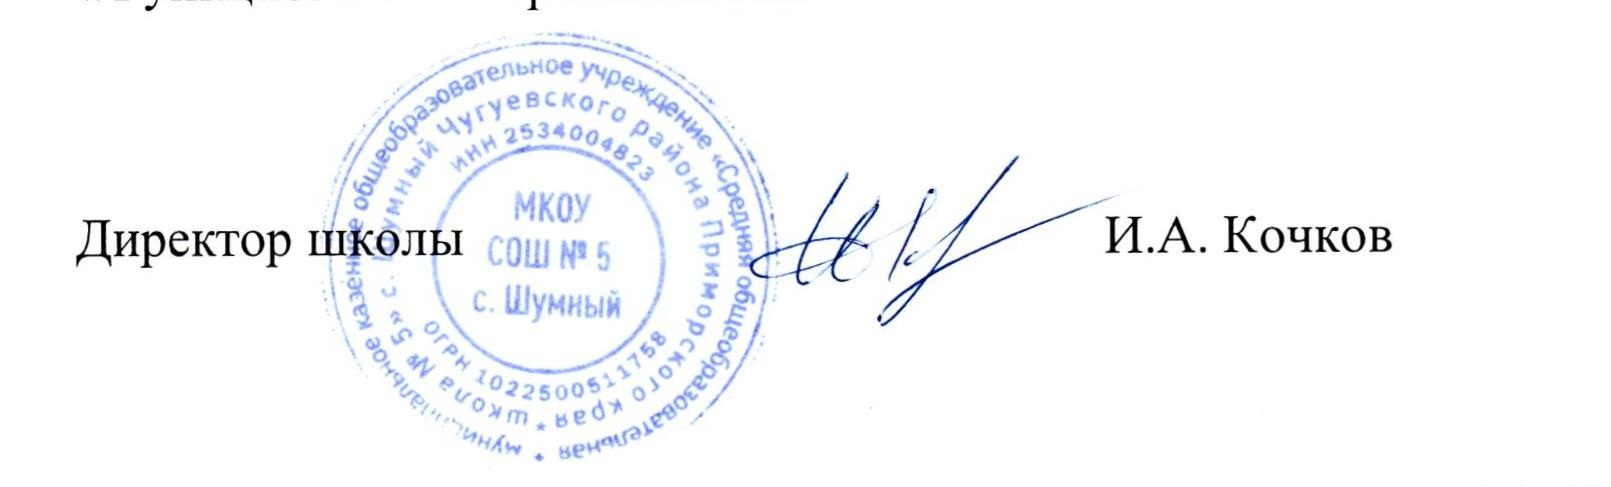 Директор школы
И.А. Кочков
муниципальное казенное общеобразовательное учреждение «Средняя общеобразовательная
школа № 5» с. Шумный Чугуевского района Приморского края *
ИНН 2534004823
ОГРН 1022500511758
МКОУ
СОШ № 5
с. Шумный